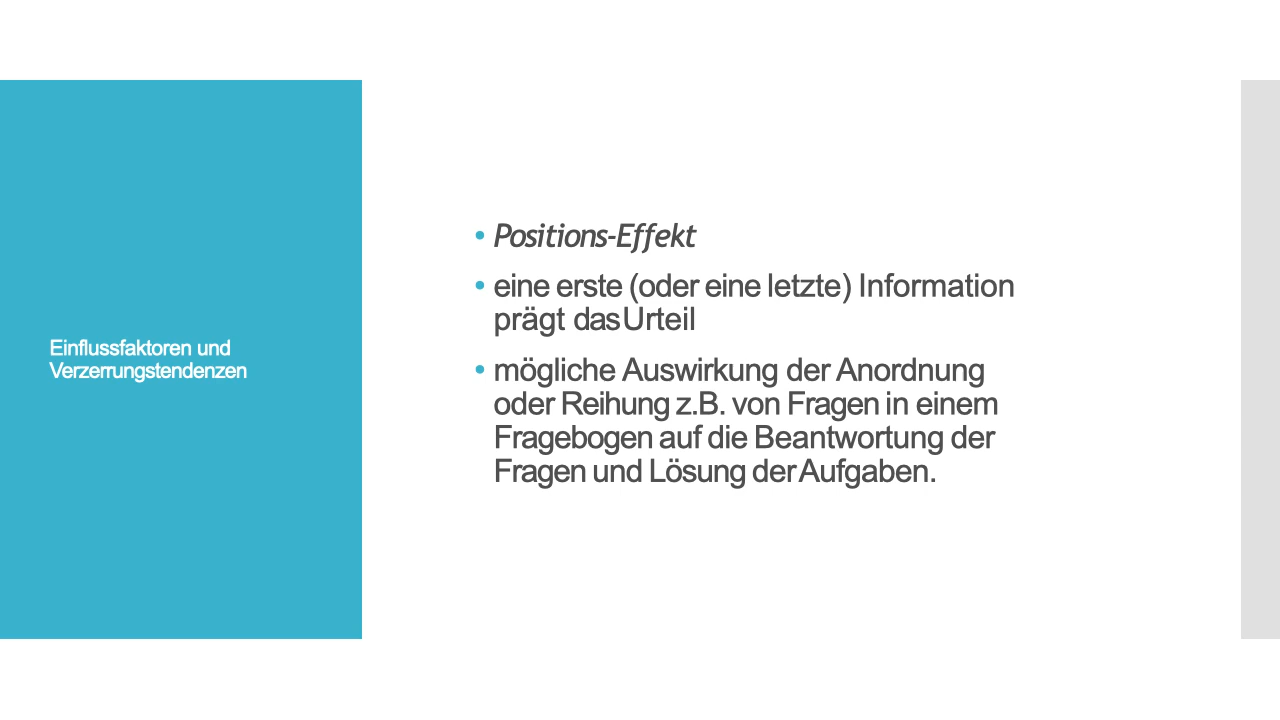 Einflussfaktoren und
Verzerrungstendenzen
• Positions-Effekt
• eine erste (oder eine letzte) Information
prägt das Urteil
• mögliche Auswirkung der Anordnung
oder Reihung z.B. von Fragen in einem
Fragebogen auf die Beantwortung der
Fragen und Lösung der Aufgaben.